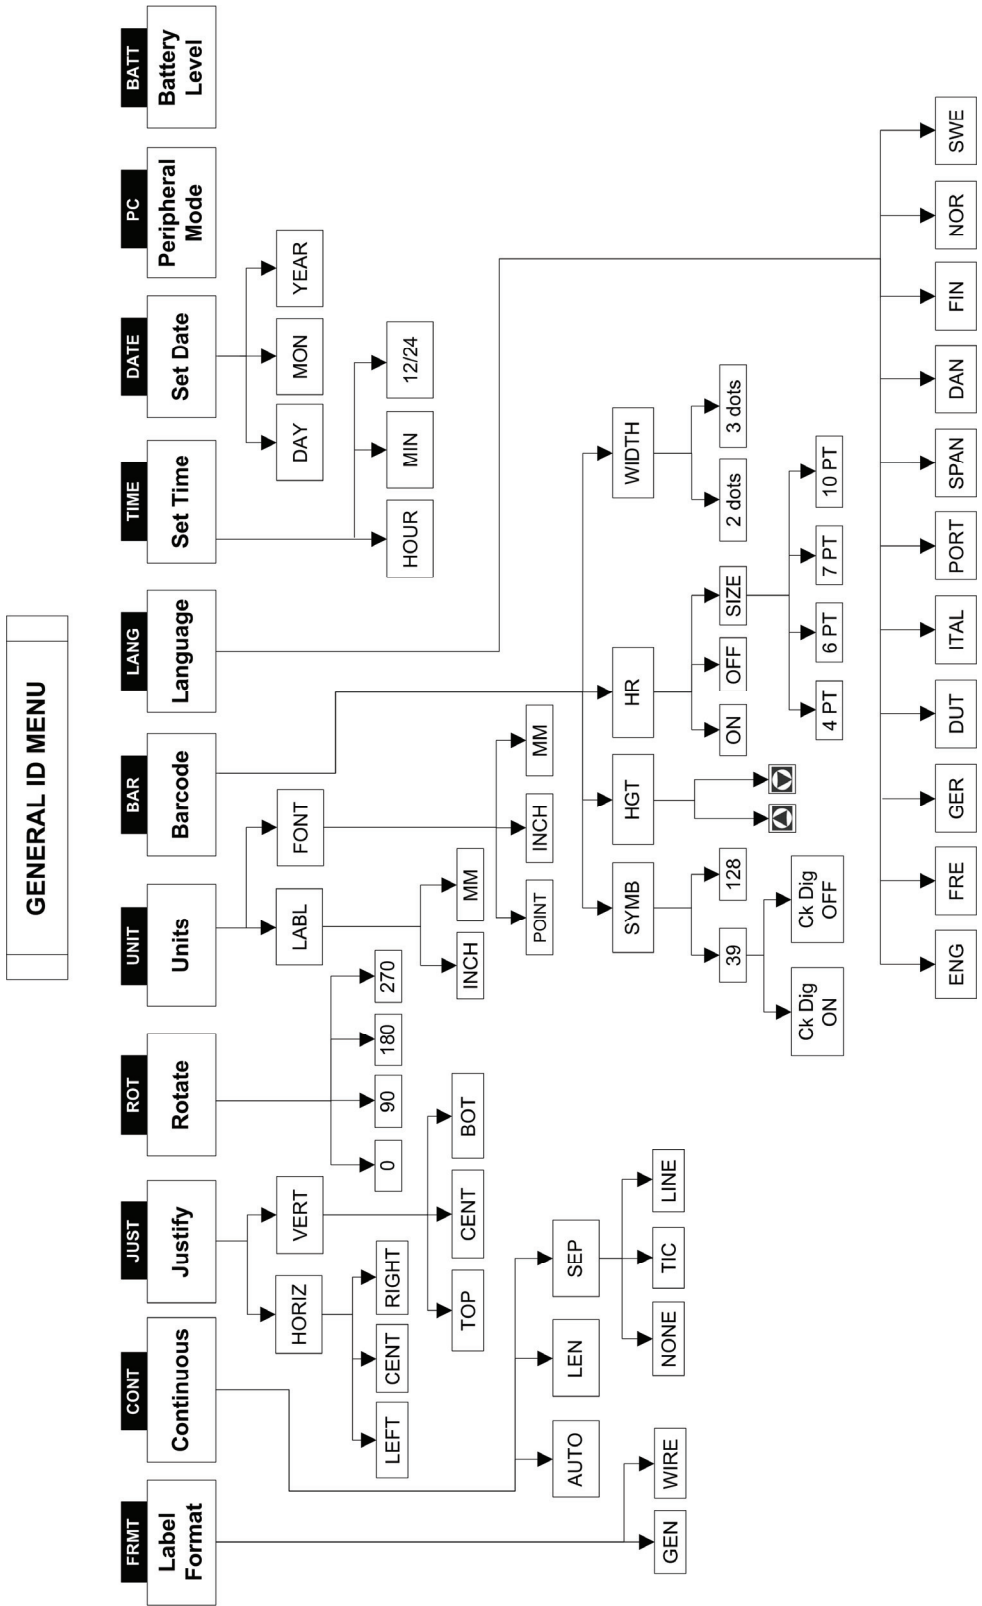 GENERAL ID MENU
FRMT
Label
Format
CONT
Continuous
JUST
Justify
ROT
Rotate
UNIT
Units
BAR
Barcode
LANG
Language
TIME
Set Time
DATE
Set Date
PC
Peripheral
Mode
BATT
Battery
Level
HORIZ
VERT
LABL
FONT
DAY
MON
YEAR
LEFT
CENT
RIGHT
0
90
180
270
HOUR
MIN
12/24
TOP
CENT
BOT
INCH
MM
POINT
INCH
MM
AUTO
LEN
SEP
SYMB
HGT
HR
WIDTH
GEN
WIRE
NONE
TIC
LINE
39
128
ON
OFF
SIZE
2 dots
3 dots
Ck Dig
ON
Ck Dig
OFF
4 PT
6 PT
7 PT
10 PT
ENG
FRE
GER
DUT
ITAL
PORT
SPAN
DAN
FIN
NOR
SWE